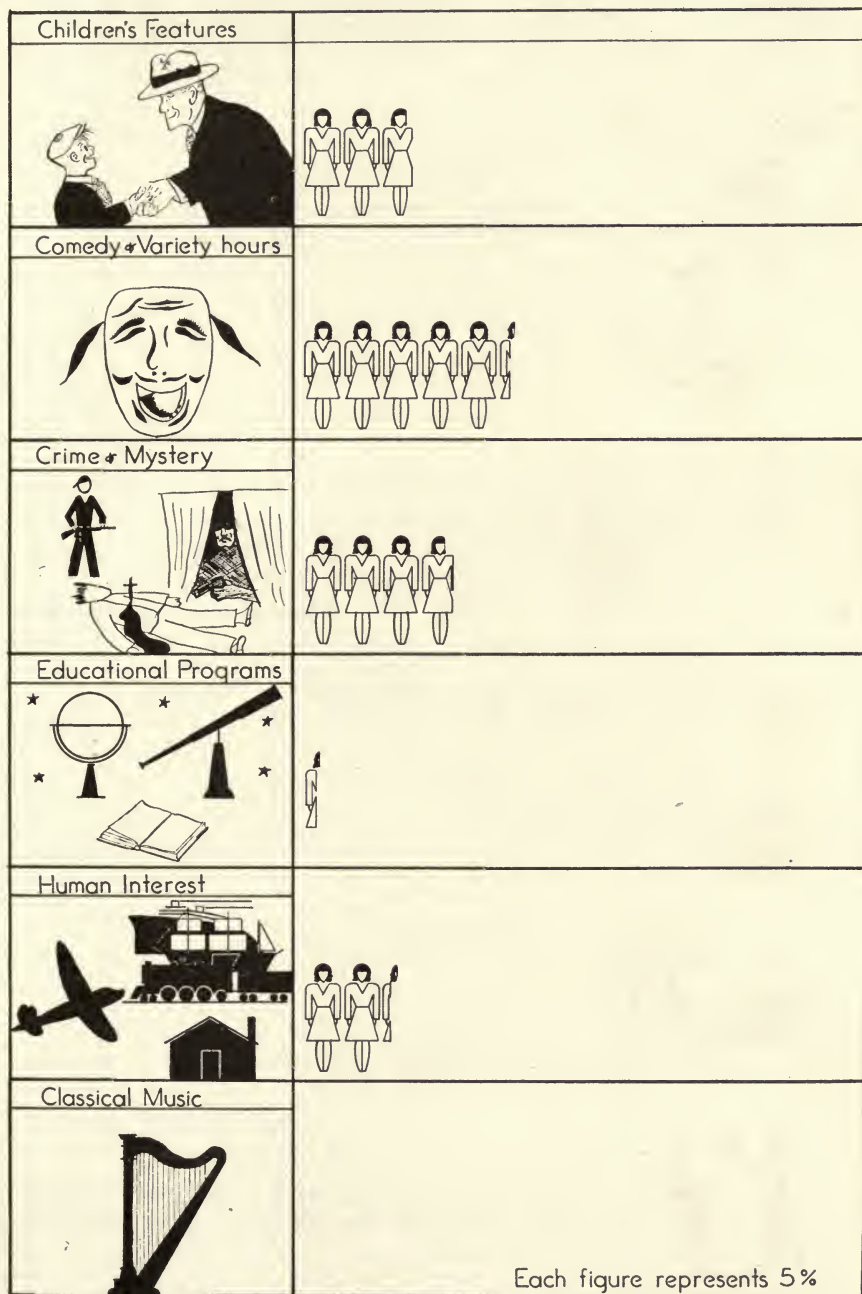 Children's Features
Comedy & Variety hours
Crime & Mystery
Educational Programs
Human Interest
Classical Music
Each figure represents 5%